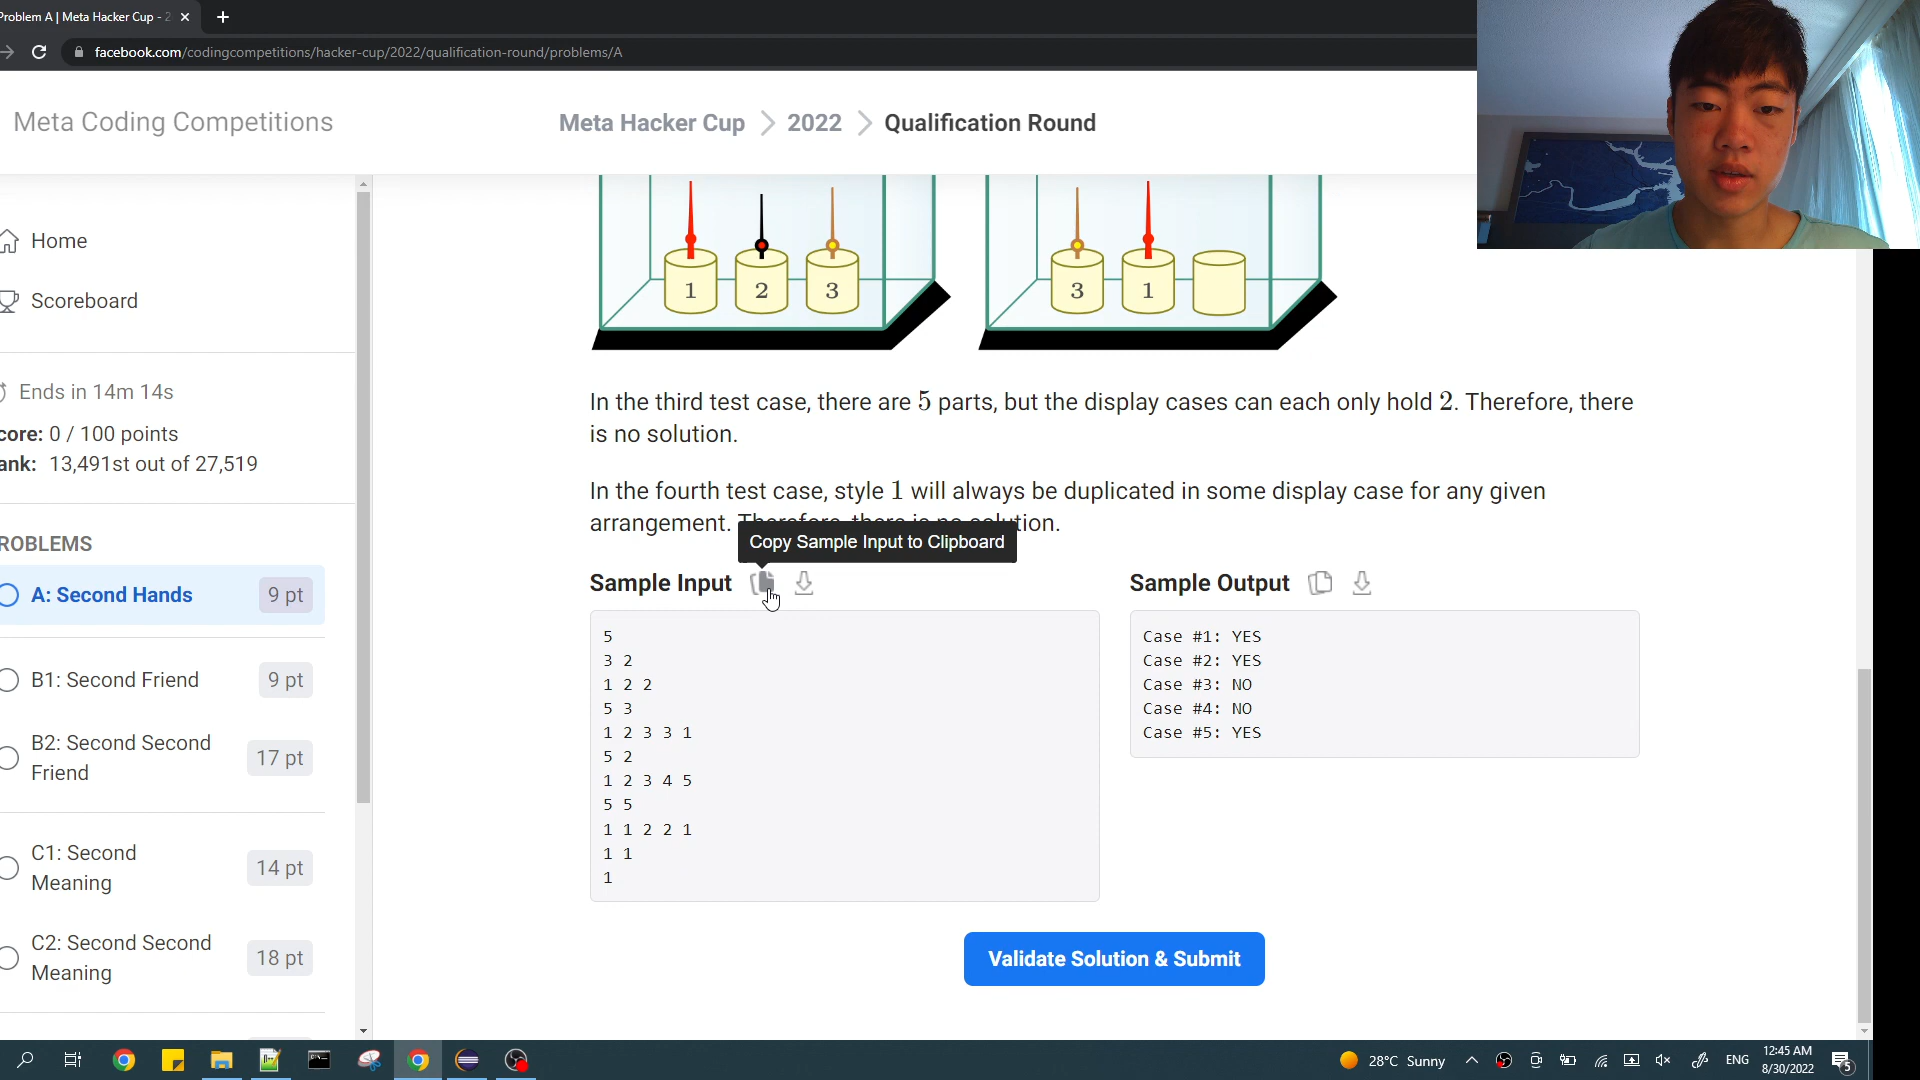 Problem A | Meta Hacker Cup - 2
facebook.com/codingcompetitions/hacker-cup/2022/qualification-round/problems/A
Meta Coding Competitions
Meta Hacker Cup
2022
Qualification Round
Home
Scoreboard
Ends in 14m 14s
core: 0 / 100 points
ank: 13,491st out of 27,519
ROBLEMS
A: Second Hands
9 pt
B1: Second Friend
9 pt
B2: Second Second
Friend
17 pt
C1: Second
Meaning
14 pt
C2: Second Second
Meaning
18 pt
1 2 3
3 1
In the third test case, there are 5 parts, but the display cases can each only hold 2. Therefore, there
is no solution.
In the fourth test case, style 1 will always be duplicated in some display case for any given
arrangement. Therefore, there is no solution.
Copy Sample Input to Clipboard
Sample Input
5
3 2
1 2 2
5 3
1 2 3 3 1
5 2
1 2 3 4 5
5 5
1 1 2 2 1
1 1
1
Sample Output
Case #1: YES
Case #2: YES
Case #3: NO
Case #4: NO
Case #5: YES
Validate Solution & Submit
28°C Sunny
ENG
12:45 AM
8/30/2022
5